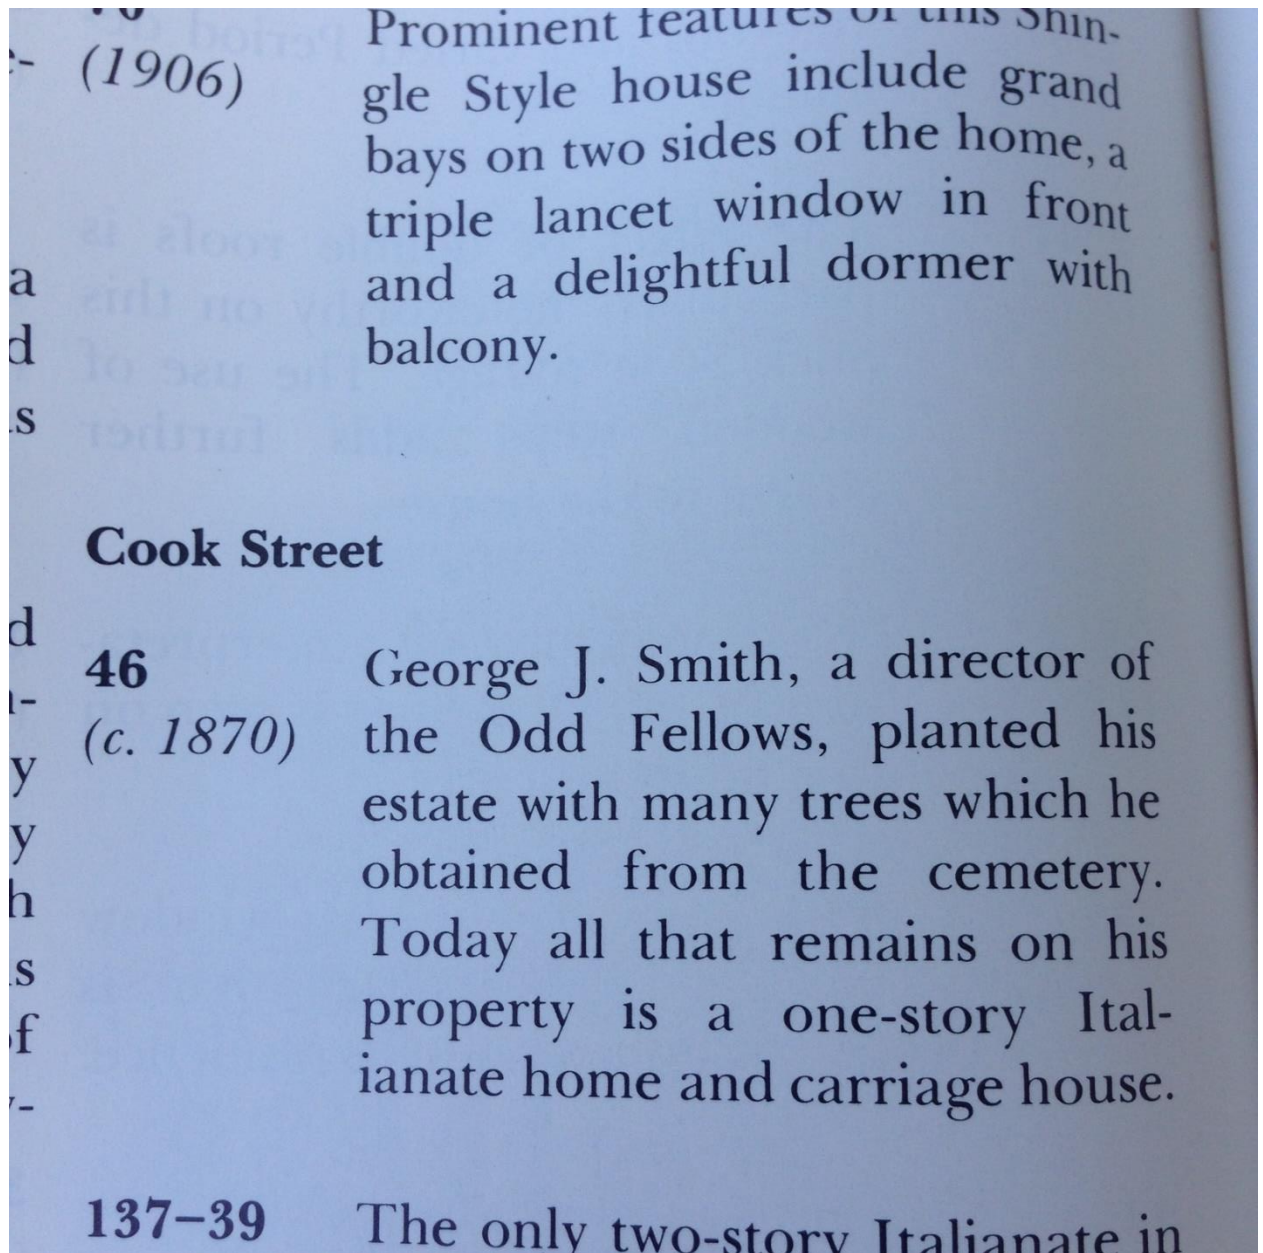 (1906)
Prominent features of this Shin-
gle Style house include grand
bays on two sides of the home, a
triple lancet window in front
and a delightful dormer with
balcony.
Cook Street
46
(c. 1870)
George J. Smith, a director of
the Odd Fellows, planted his
estate with many trees which he
obtained from the cemetery.
Today all that remains on his
property is a one-story Ital-
ianate home and carriage house.
137–39
The only two-story Italianate in